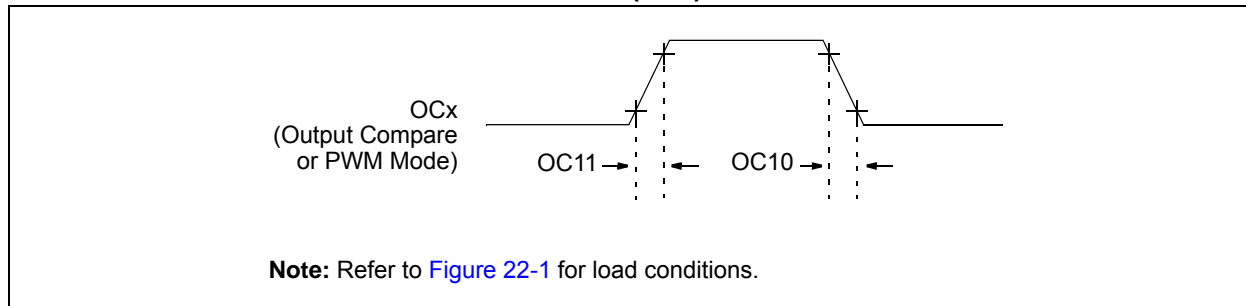 OCx
(Output Compare
or PWM Mode)
OC11
OC10
Note: Refer to Figure 22-1 for load conditions.